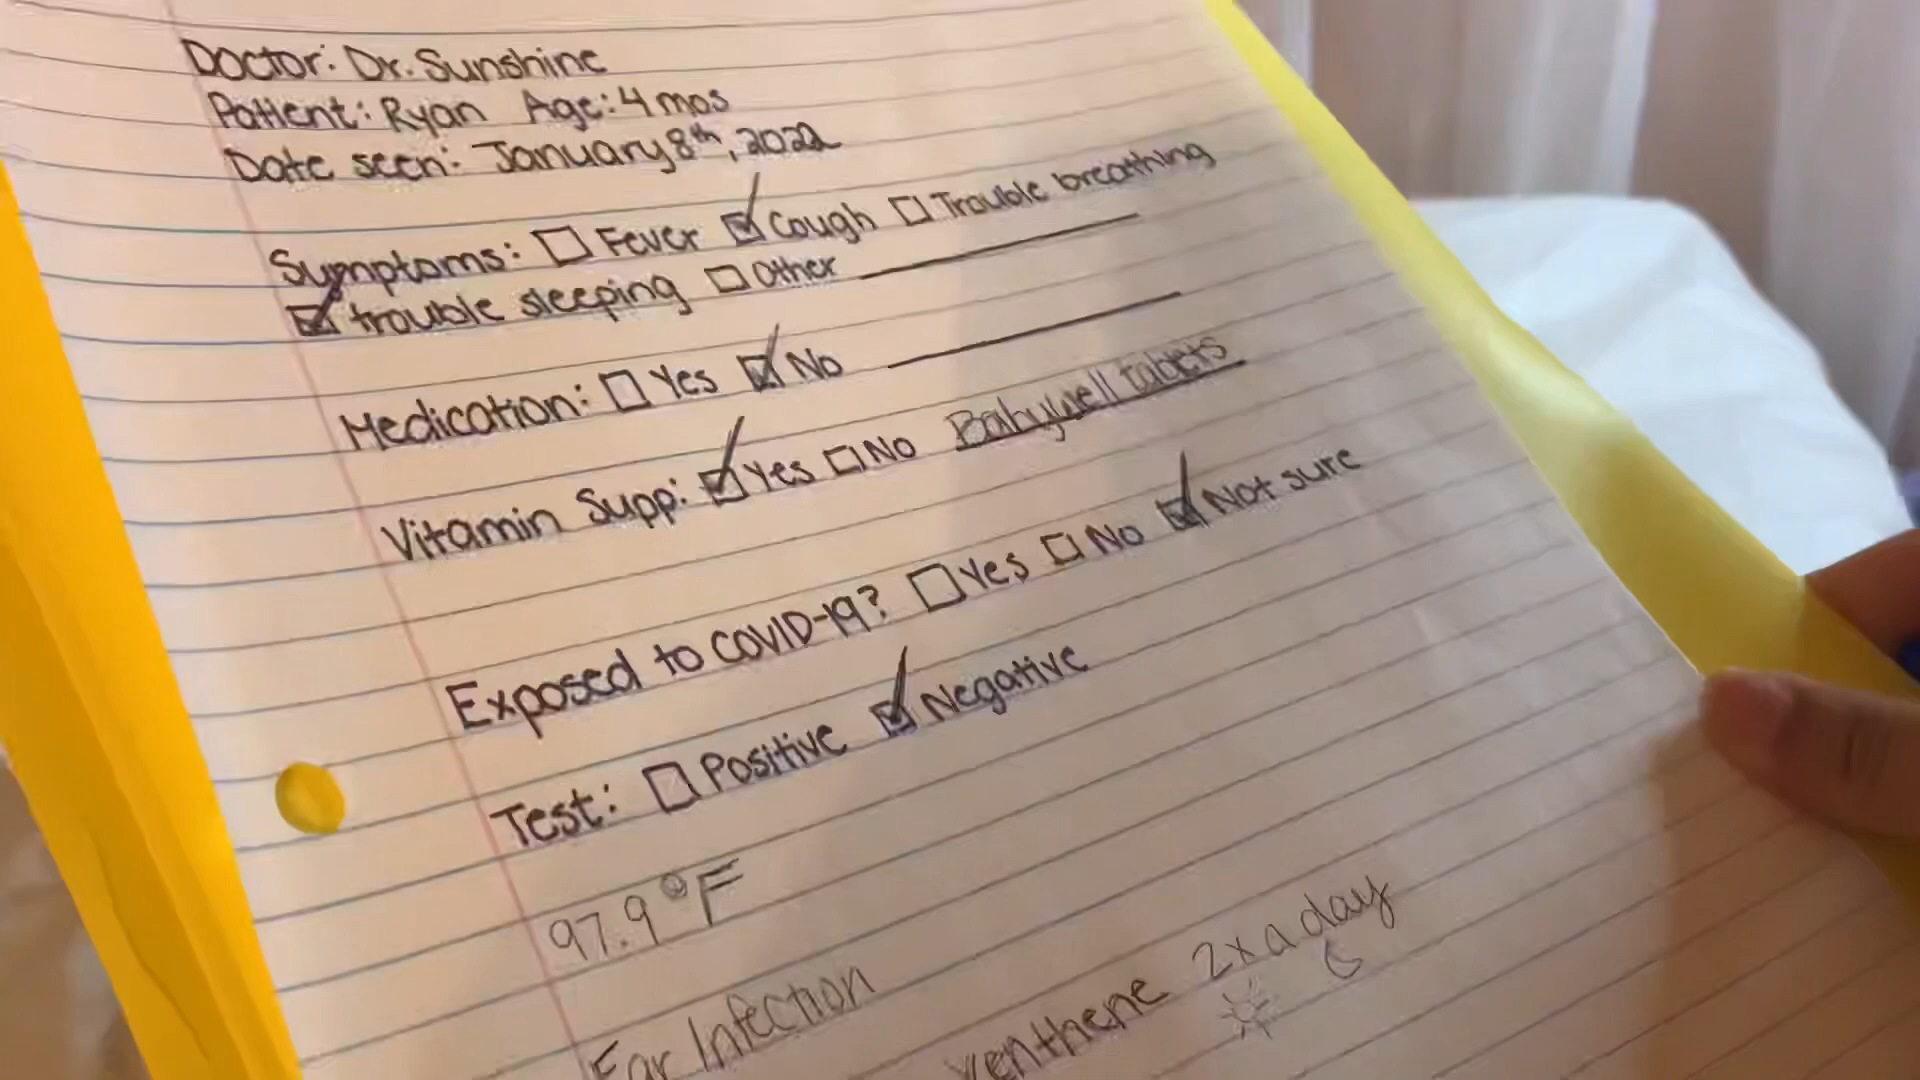 Doctor: Dr. Sunshine
Patient: Ryan Age: 4 mos
Date seen: January 8th, 2022
Symptoms: ☐ Fever ☑ Cough ☐ Trouble breathing
☑ trouble sleeping ☐ Other
Medication: ☐ Yes ☑ No
Vitamin Supp: ☑ Yes ☐ No Babywell tabets
Exposed to COVID-19? ☐ Yes ☐ No ☑ Not sure
Test: ☐ Positive ☑ Negative
97.9°F
Ear Infection
2x a day